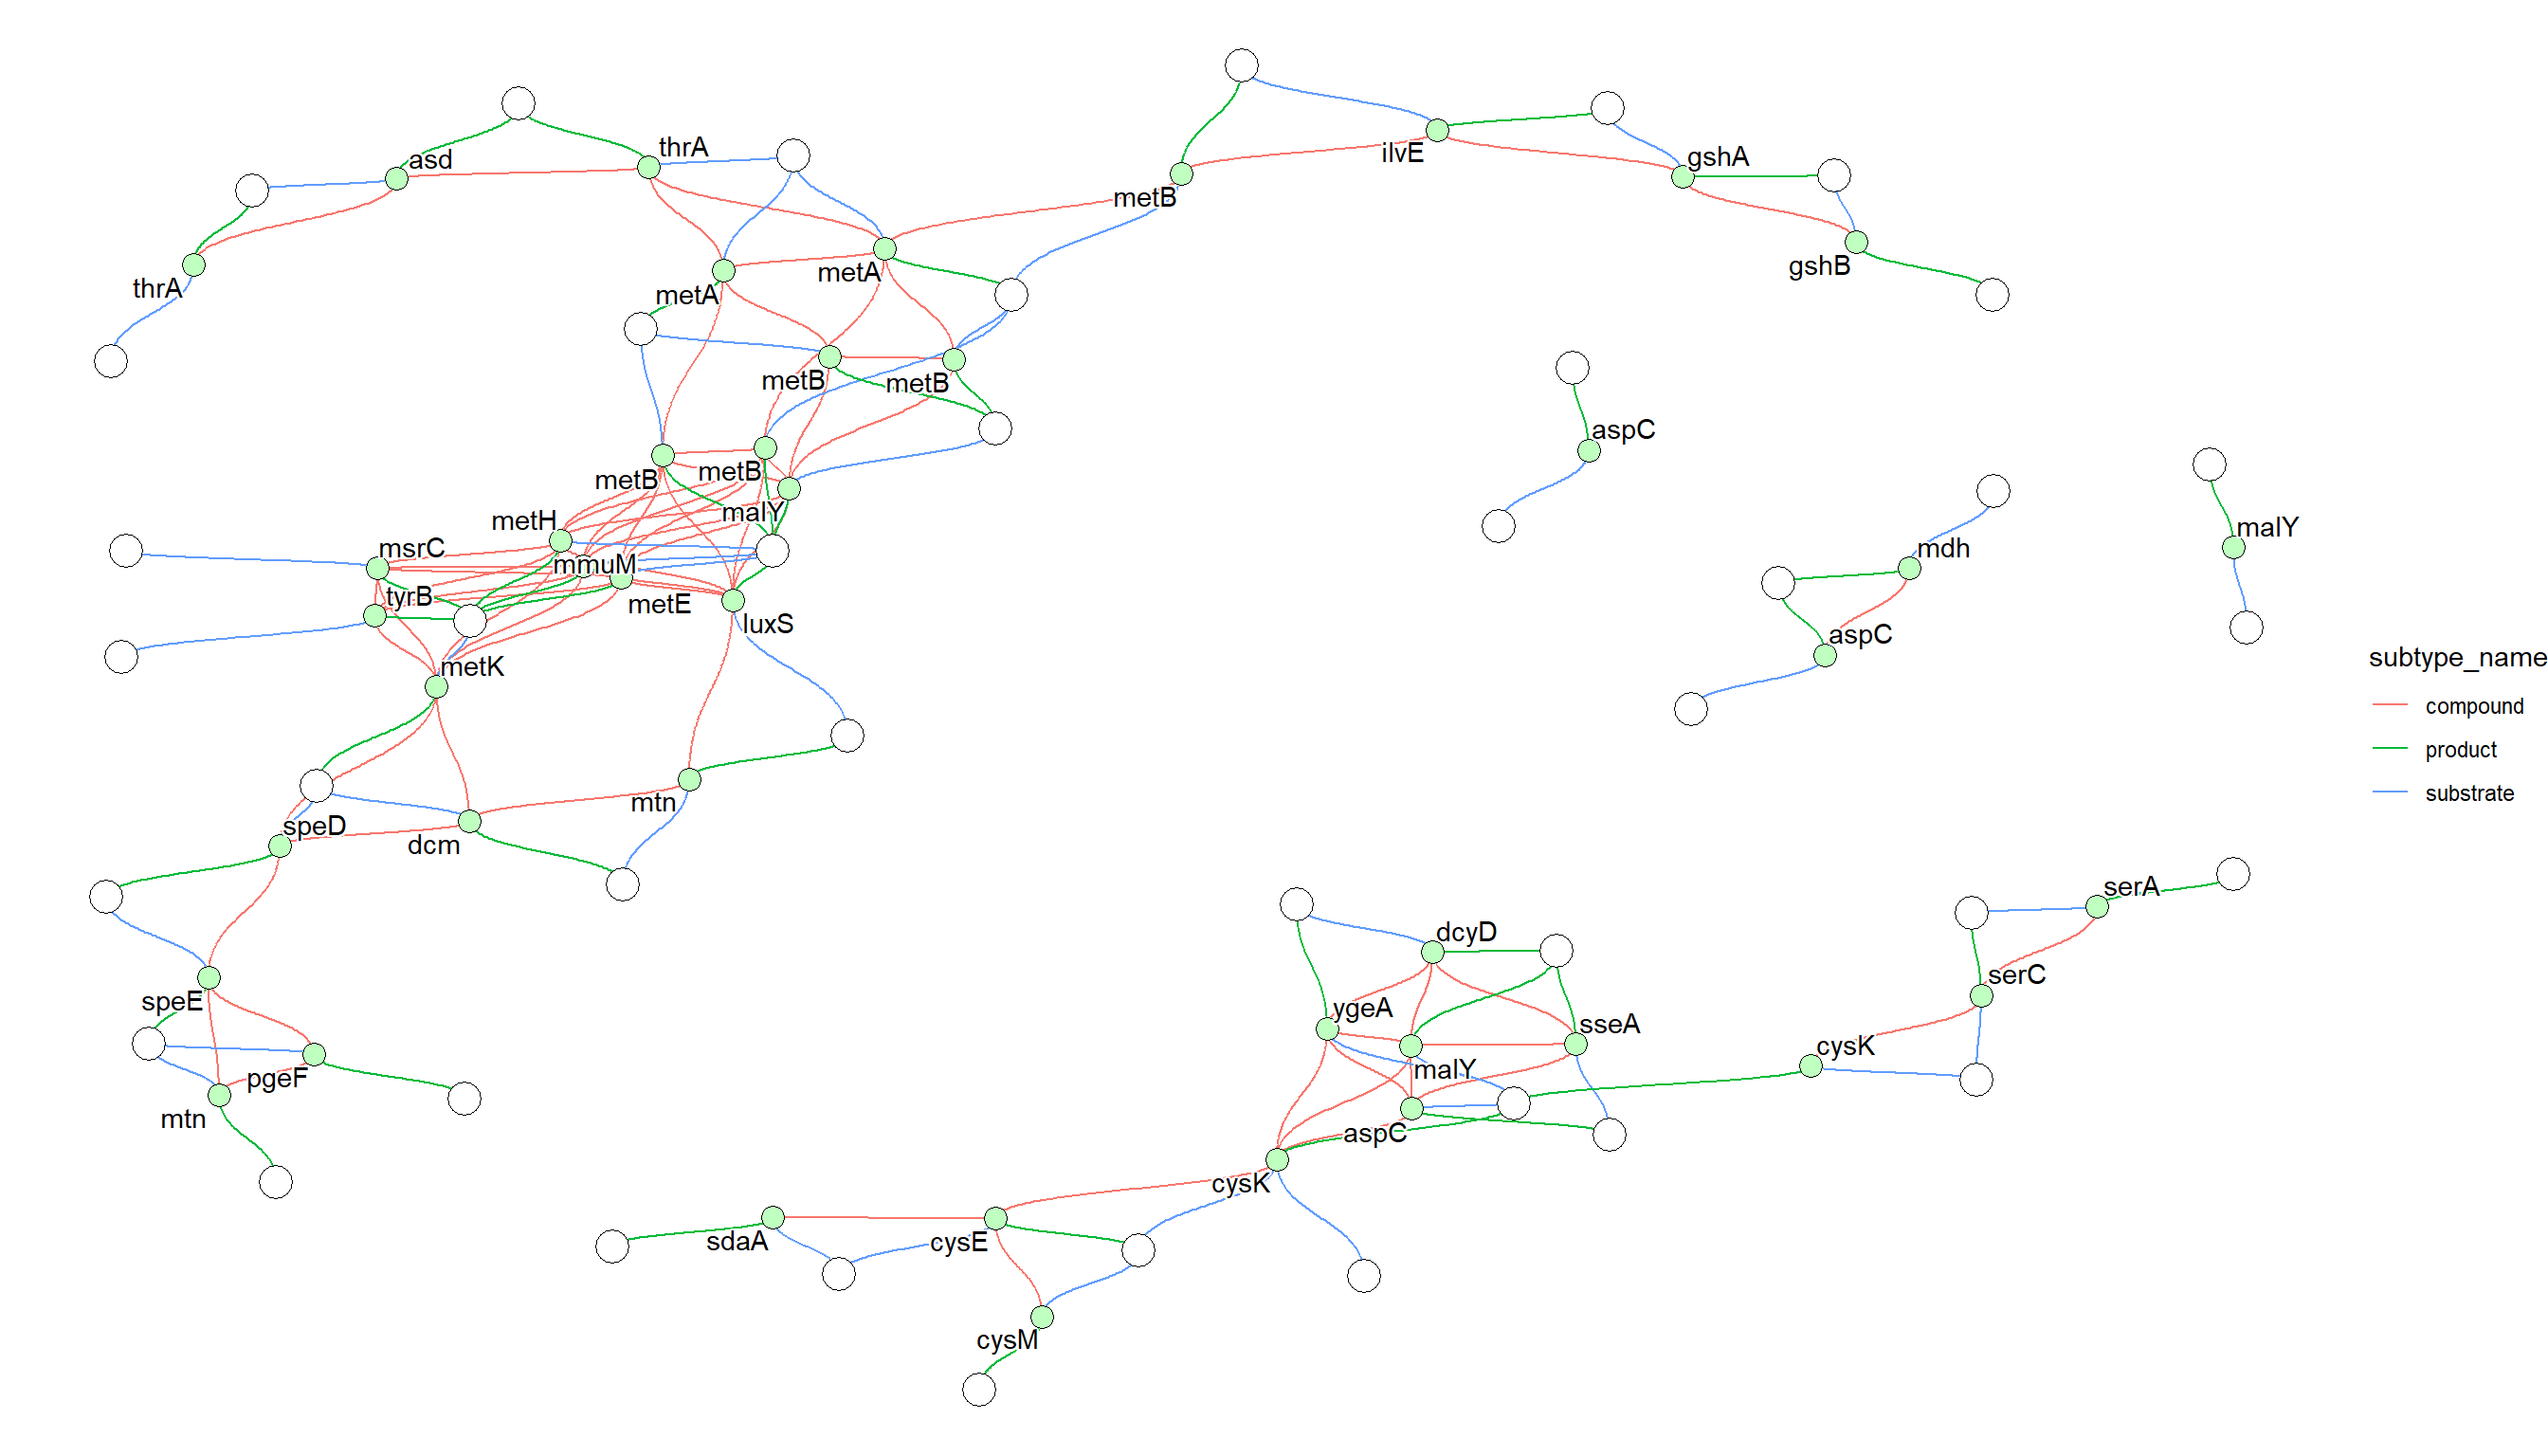 thrA
asd
ilvE
gshA
metB
thrA
metA
metA
gshB
metB
metB
aspC
metB
metB
malY
metH
malY
msrC
mmuM
mdh
tyrB
metE
luxS
aspC
metK
subtype_name
compound
product
substrate
mtn
speD
dcm
serA
dcyD
serC
speE
ygeA
sseA
cysK
malY
pgeF
mtn
aspC
cysK
sdaA
cysE
cysM